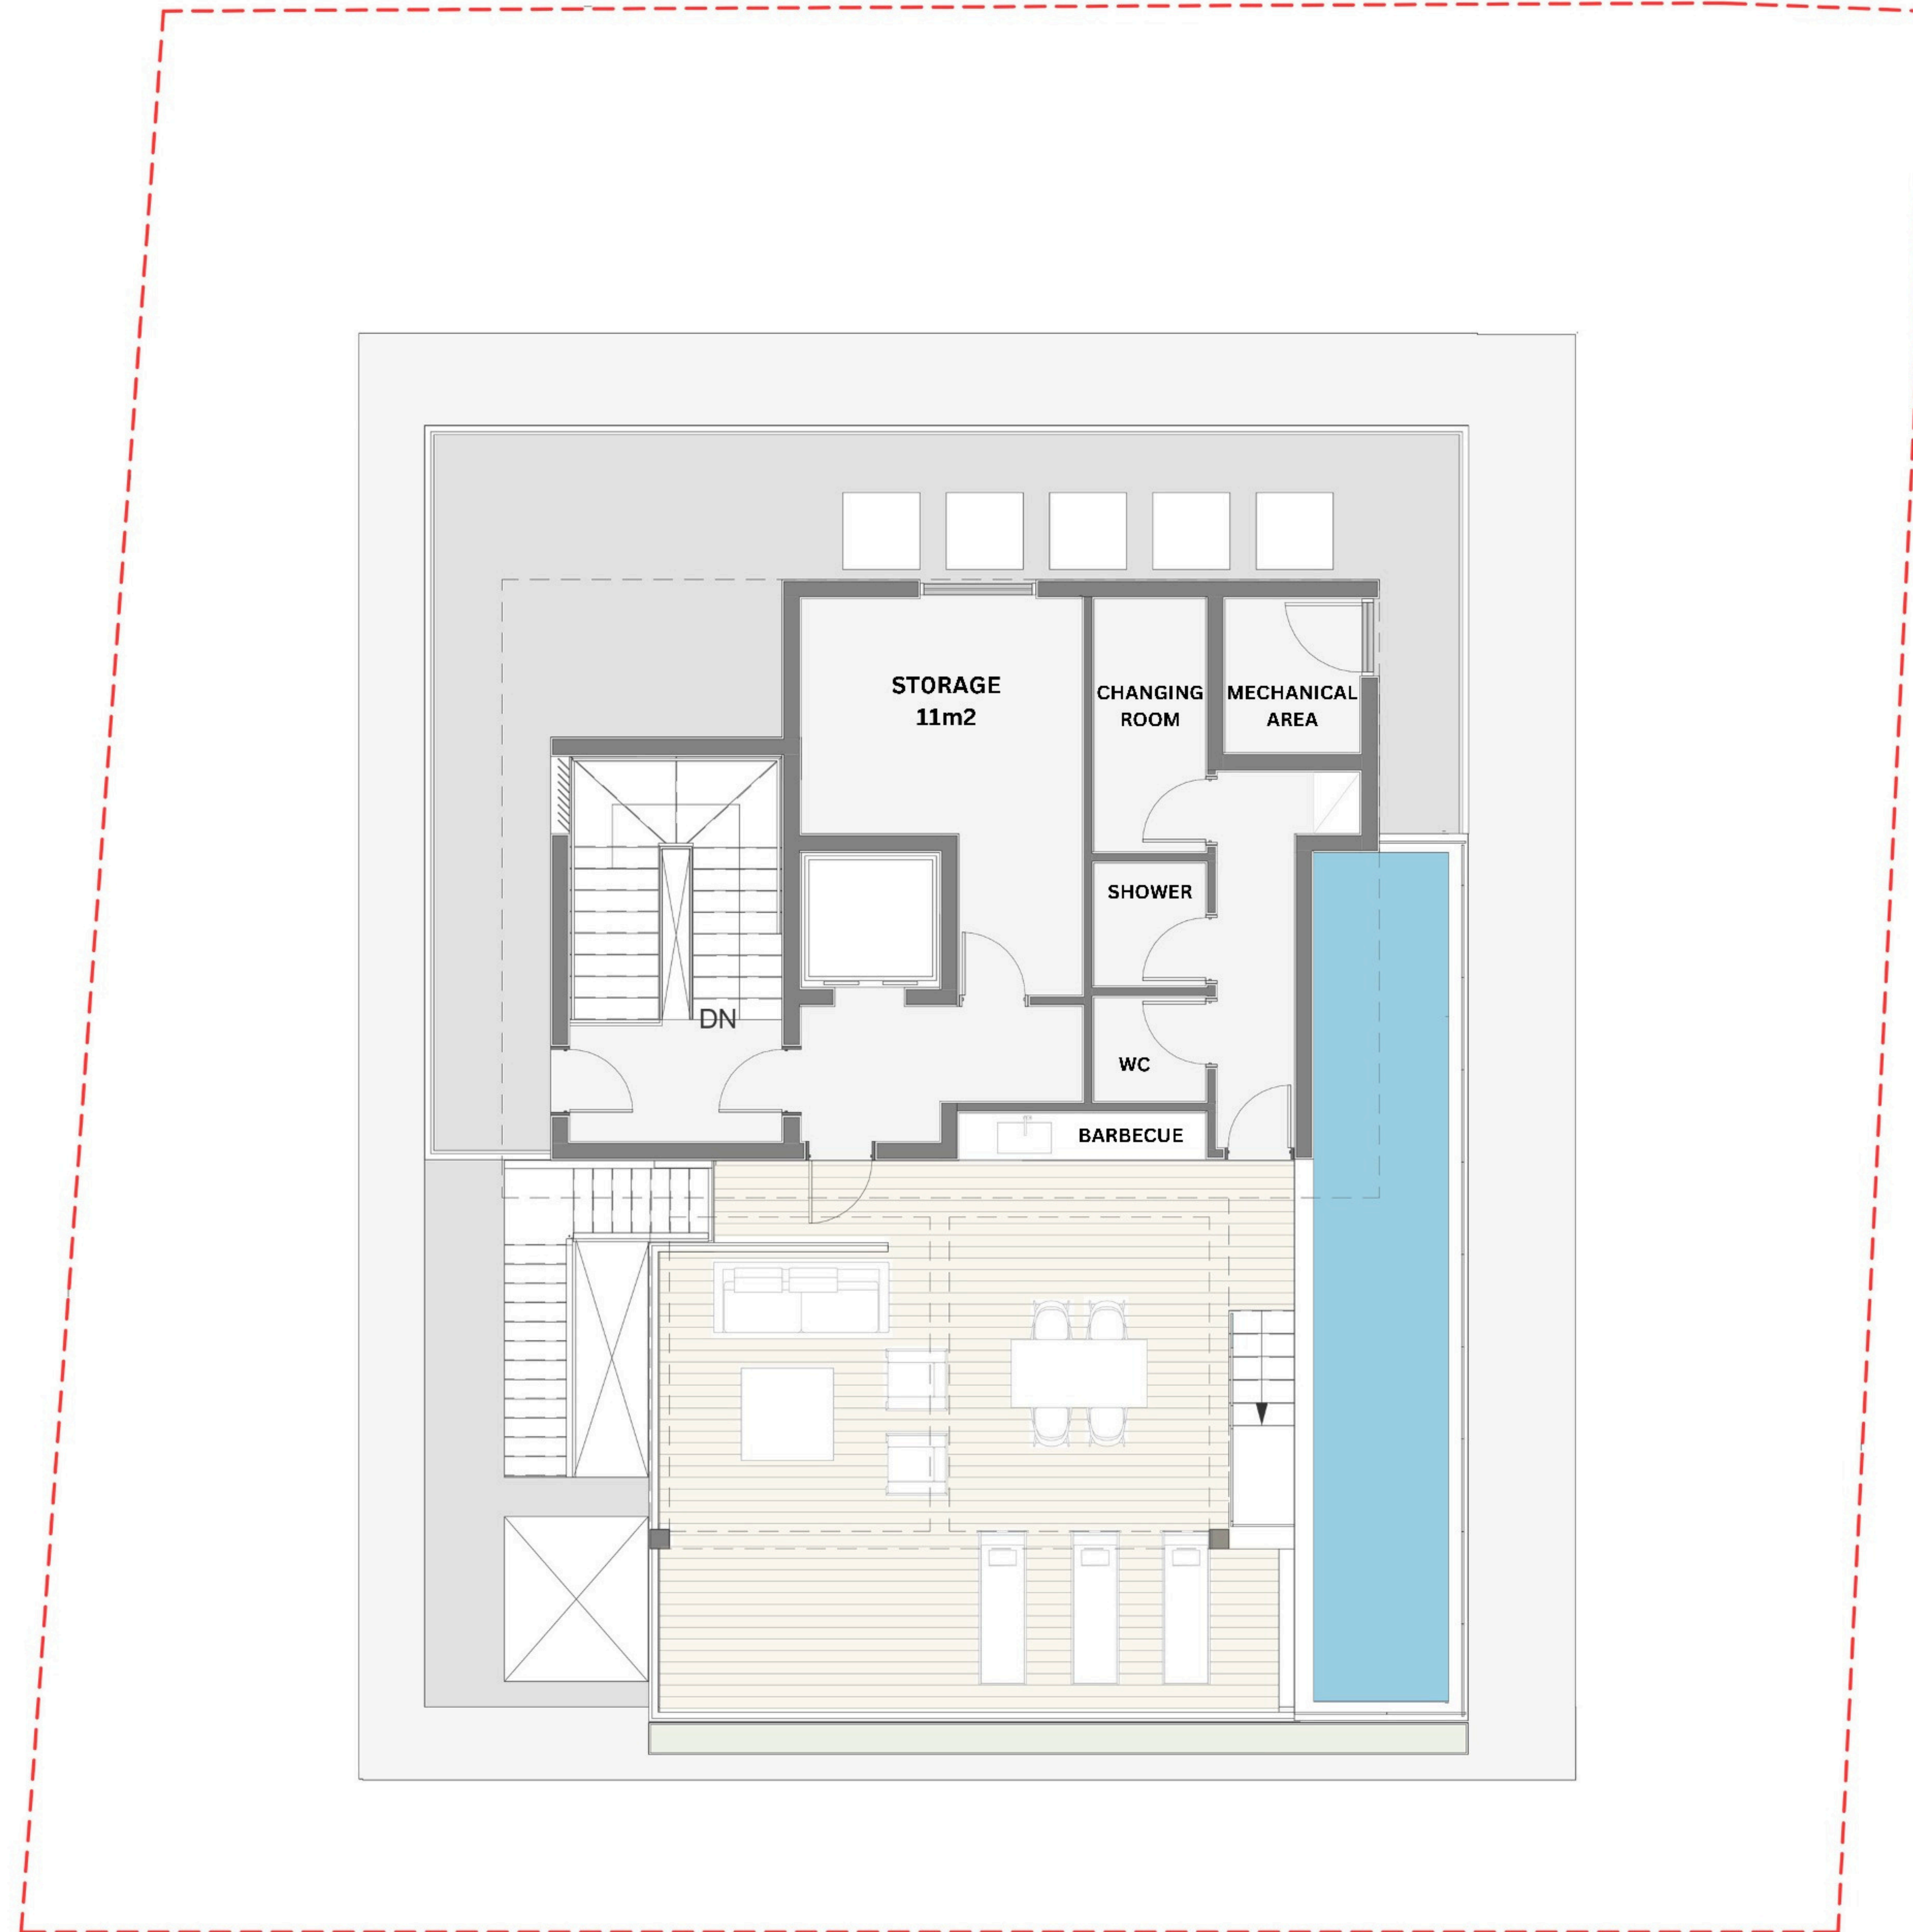 STORAGE
11m2
CHANGING
ROOM
MECHANICAL
AREA
SHOWER
DN
WC
BARBECUE